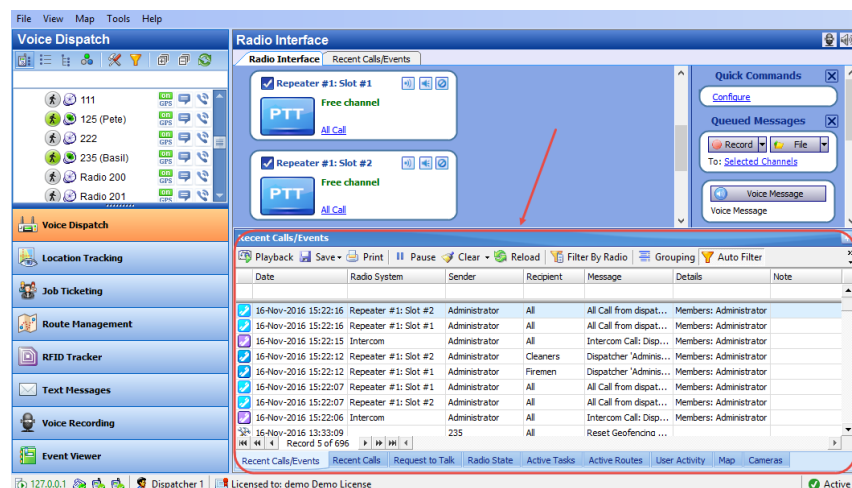 File View Map Tools Help
Voice Dispatch
111
125 (Pete)
222
235 (Basil)
Radio 200
Radio 201
on GPS
on GPS
on GPS
on GPS
on GPS
on GPS
Voice Dispatch
Location Tracking
Job Ticketing
Route Management
RFID Tracker
Text Messages
Voice Recording
Event Viewer
Radio Interface
Radio Interface Recent Calls/Events
Repeater #1: Slot #1
PTT
Free channel
All Call
Repeater #1: Slot #2
PTT
Free channel
All Call
Quick Commands
Configure
Queued Messages
Record File
To: Selected Channels
Voice Message
Voice Message
Recent Calls/Events
Playback Save Print Pause Clear Reload Filter By Radio Grouping Auto Filter
Date Radio System Sender Recipient Message Details Note
16-Nov-2016 15:22:16 Repeater #1: Slot #2 Administrator All All Call from dispat... Members: Administrator
16-Nov-2016 15:22:16 Repeater #1: Slot #1 Administrator All All Call from dispat... Members: Administrator
16-Nov-2016 15:22:15 Intercom Administrator All Intercom Call: Disp... Members: Administrator
16-Nov-2016 15:22:12 Repeater #1: Slot #2 Administrator Cleaners Dispatcher 'Adminis... Members: Administrator
16-Nov-2016 15:22:12 Repeater #1: Slot #1 Administrator Firemen Dispatcher 'Adminis... Members: Administrator
16-Nov-2016 15:22:07 Repeater #1: Slot #1 Administrator All All Call from dispat... Members: Administrator
16-Nov-2016 15:22:07 Repeater #1: Slot #2 Administrator All All Call from dispat... Members: Administrator
16-Nov-2016 15:22:06 Intercom Administrator All Intercom Call: Disp... Members: Administrator
16-Nov-2016 13:33:09 235 All Reset Geofencing ...
Record 5 of 696
Recent Calls/Events Recent Calls Request to Talk Radio State Active Tasks Active Routes User Activity Map Cameras
127.0.0.1 Dispatcher 1 Licensed to: demo Demo License Active